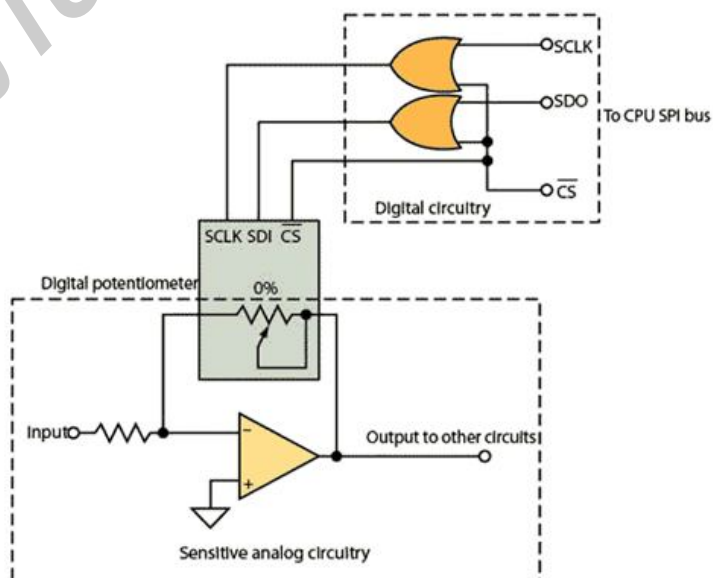 SCLK
SDO
To CPU SPI bus
CS
Digital circuitry
SCLK SDI CS
Digital potentiometer
0%
Input
−
+
Output to other circuits
Sensitive analog circuitry